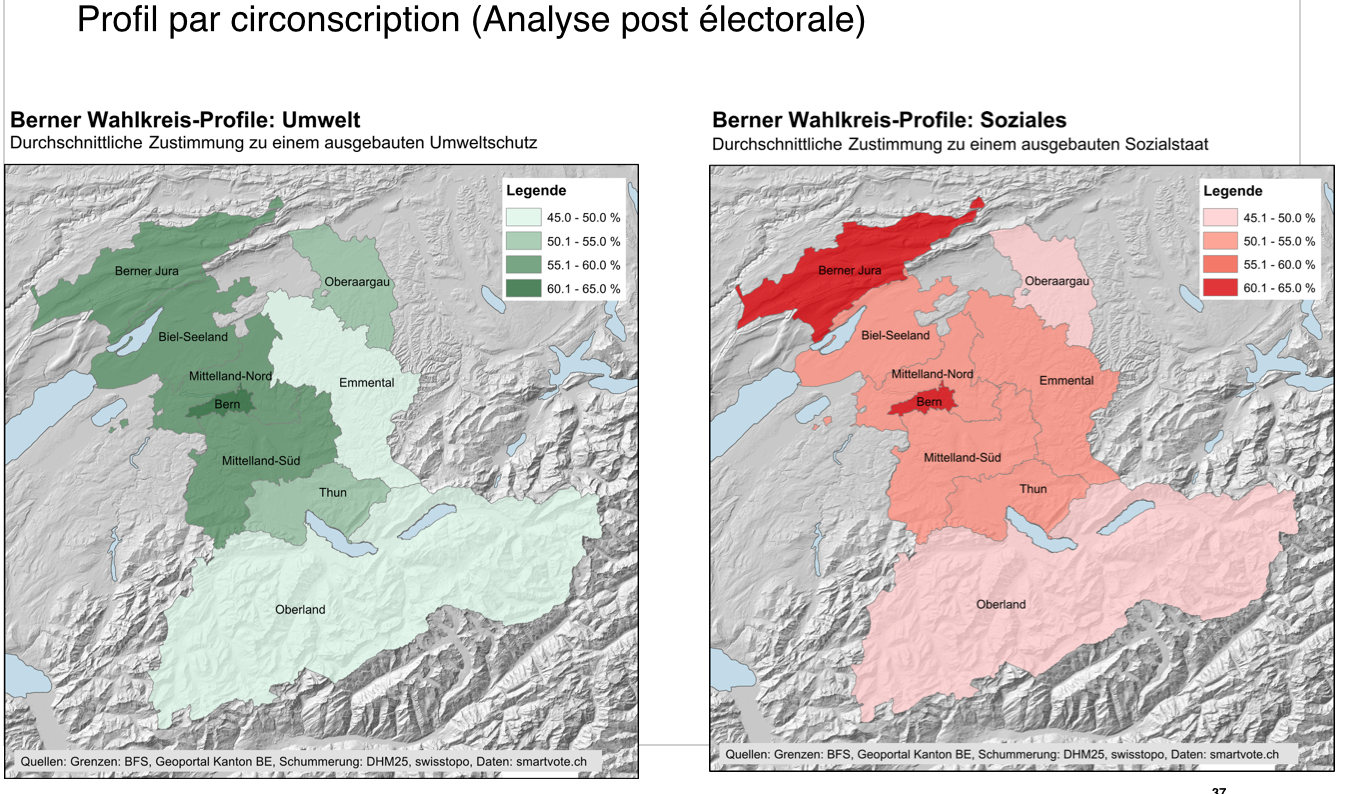 Profil par circonscription (Analyse post électorale)
Berner Wahlkreis-Profile: Umwelt
Durchschnittliche Zustimmung zu einem ausgebauten Umweltschutz
Legende
45.0 - 50.0 %
50.1 - 55.0 %
55.1 - 60.0 %
60.1 - 65.0 %
Berner Jura
Oberaargau
Biel-Seeland
Mittelland-Nord
Emmental
Bern
Mittelland-Süd
Thun
Oberland
Quellen: Grenzen: BFS, Geoportal Kanton BE, Schummerung: DHM25, swisstopo, Daten: smartvote.ch
Berner Wahlkreis-Profile: Soziales
Durchschnittliche Zustimmung zu einem ausgebauten Sozialstaat
Legende
45.1 - 50.0 %
50.1 - 55.0 %
55.1 - 60.0 %
60.1 - 65.0 %
Berner Jura
Oberaargau
Biel-Seeland
Mittelland-Nord
Emmental
Bern
Mittelland-Süd
Thun
Oberland
Quellen: Grenzen: BFS, Geoportal Kanton BE, Schummerung: DHM25, swisstopo, Daten: smartvote.ch
37